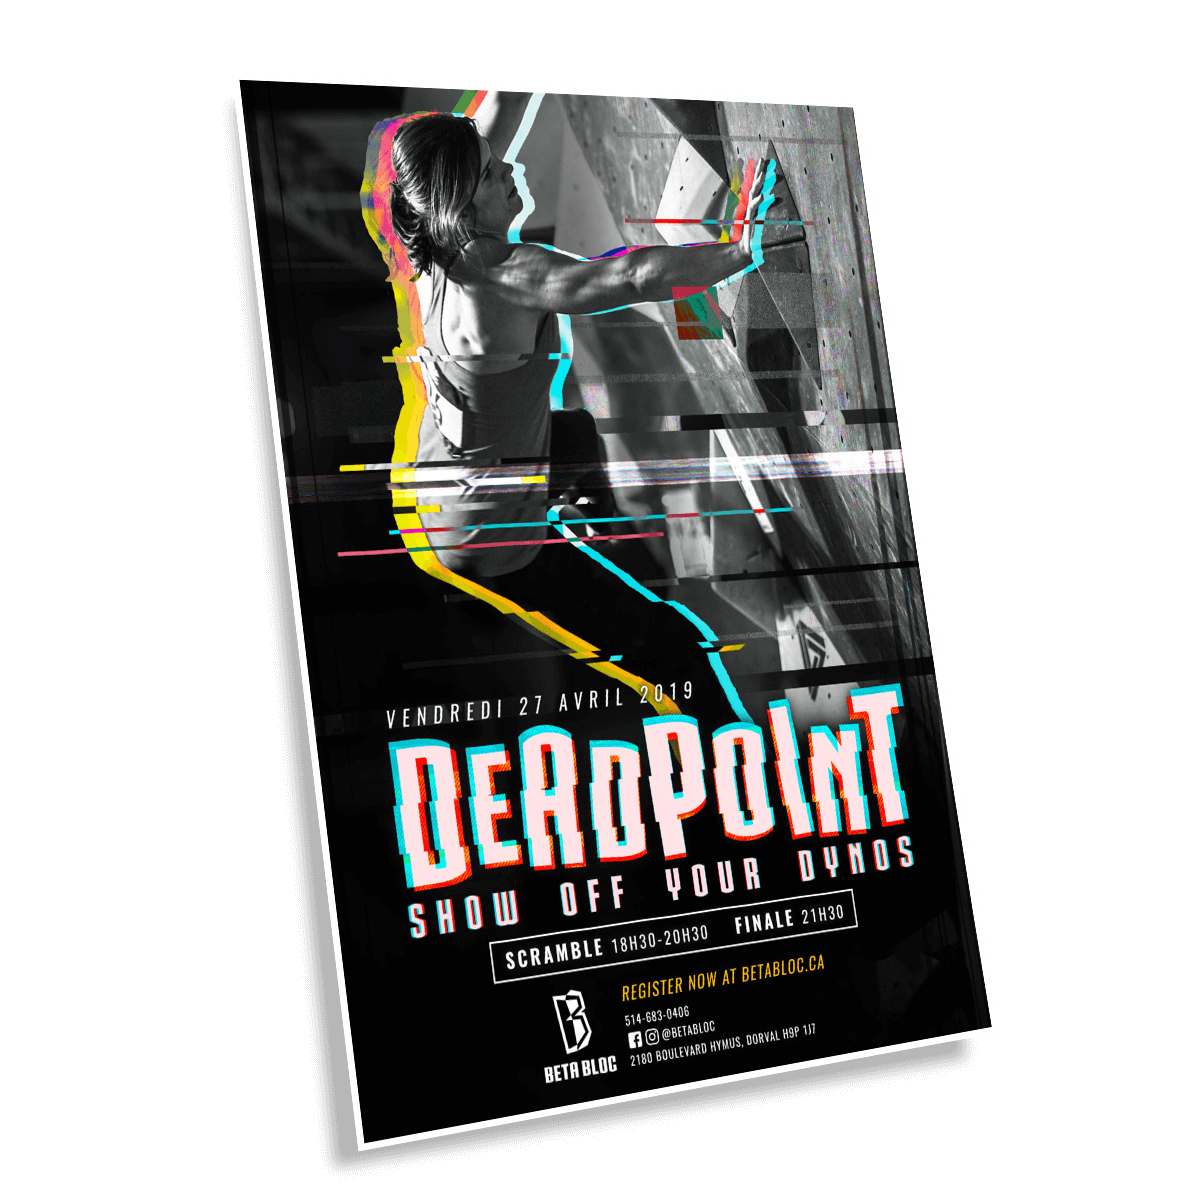 VENDREDI 27 AVRIL 2019
DEADPOINT
SHOW OFF YOUR DYNOS
SCRAMBLE 18H30-20H30 FINALE 21H30
REGISTER NOW AT BETABLOC.CA
514-683-0406
@BETABLOC
2180 BOULEVARD HYMUS, DORVAL H9P 1J7
BETA BLOC